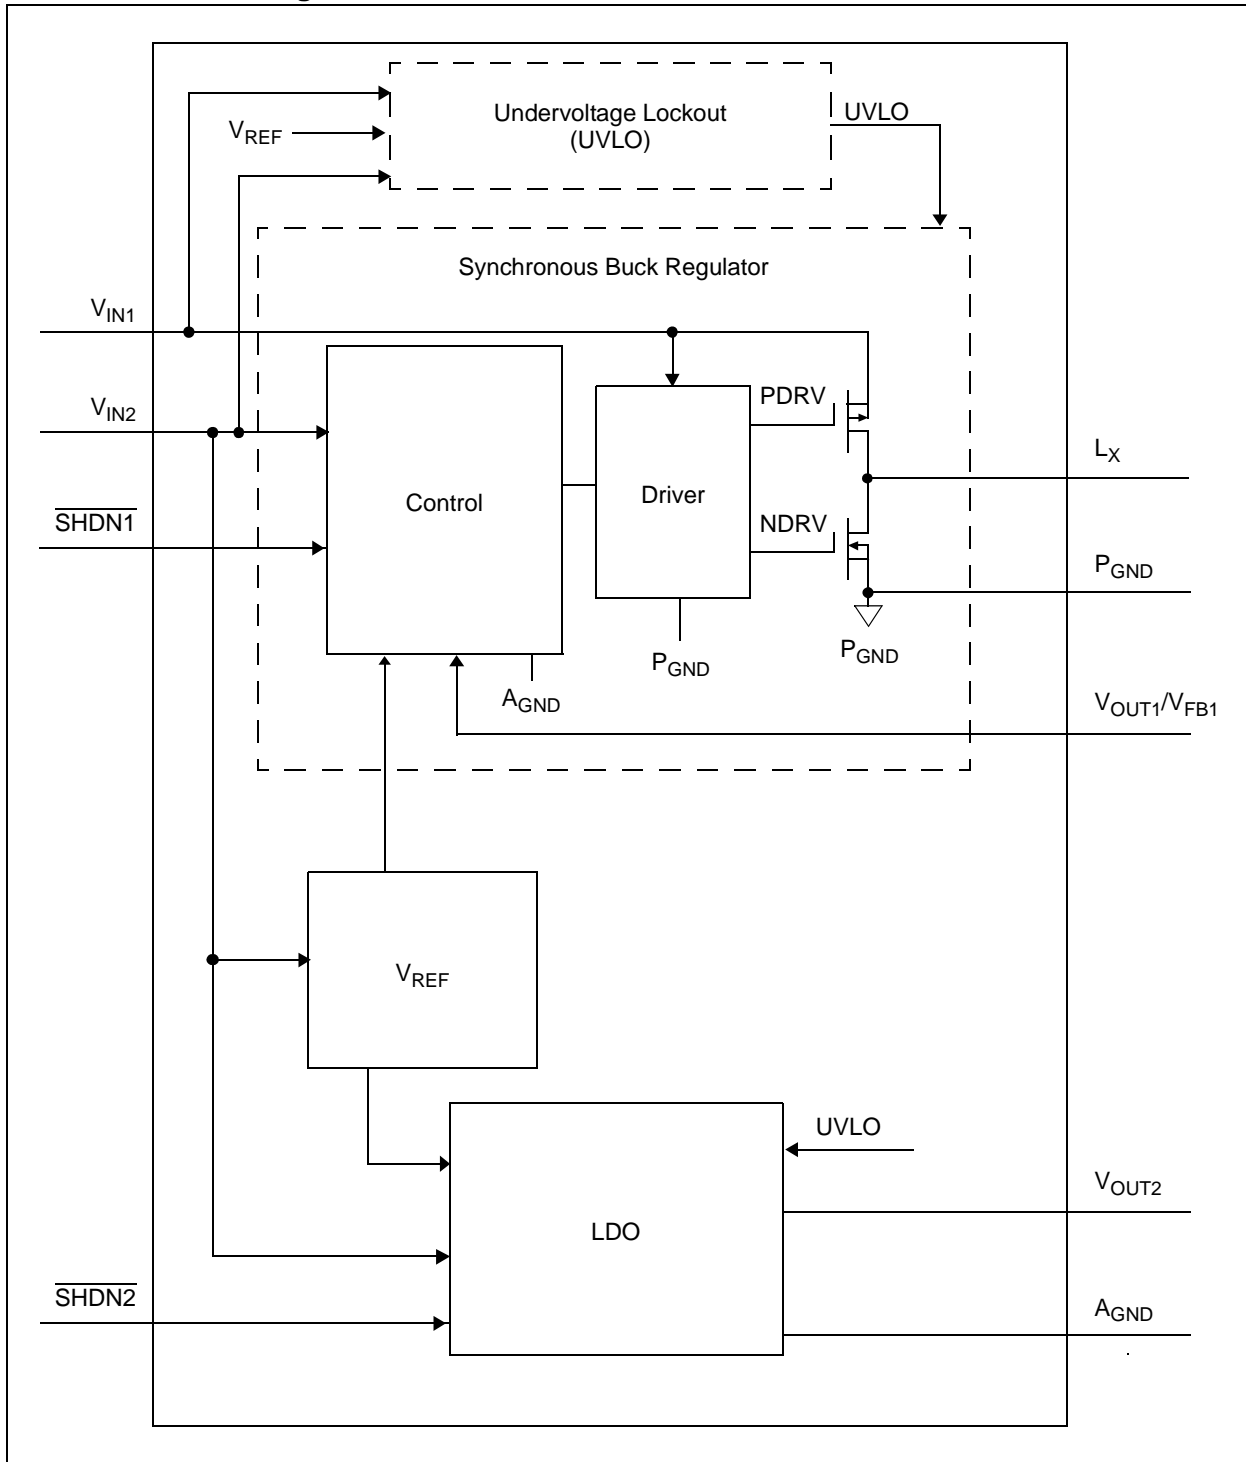 Undervoltage Lockout
(UVLO)
UVLO
VREF
Synchronous Buck Regulator
VIN1
VIN2
SHDN1
Control
Driver
PDRV
NDRV
LX
PGND
PGND
PGND
AGND
VOUT1/VFB1
VREF
LDO
UVLO
VOUT2
SHDN2
AGND